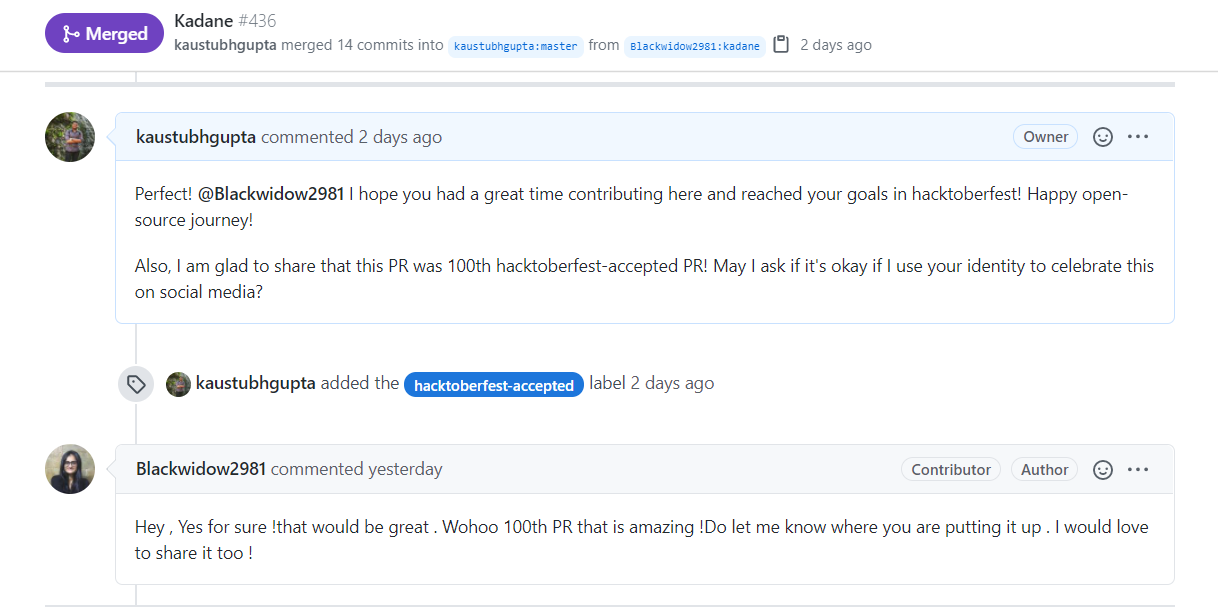 Merged
Kadane #436
kaustubhgupta merged 14 commits into kaustubhgupta:master from Blackwidow2981:kadane 2 days ago
kaustubhgupta commented 2 days ago
Owner
Perfect! @Blackwidow2981 I hope you had a great time contributing here and reached your goals in hacktoberfest! Happy open-
source journey!
Also, I am glad to share that this PR was 100th hacktoberfest-accepted PR! May I ask if it's okay if I use your identity to celebrate this
on social media?
kaustubhgupta added the hacktoberfest-accepted label 2 days ago
Blackwidow2981 commented yesterday
Contributor Author
Hey , Yes for sure !that would be great . Wohoo 100th PR that is amazing !Do let me know where you are putting it up . I would love
to share it too !